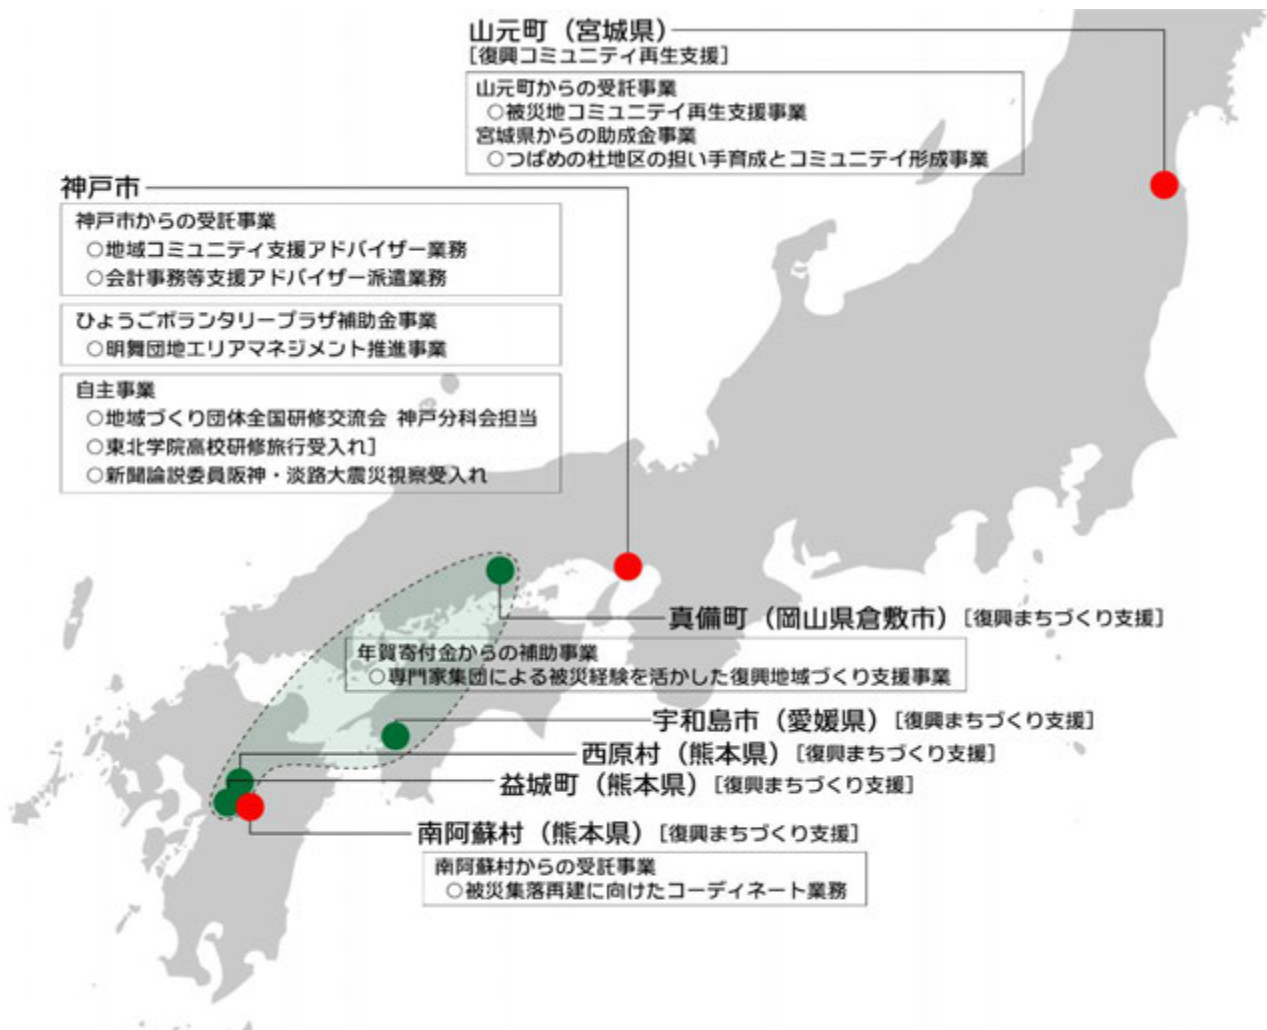 山元町（宮城県）
［復興コミュニティ再生支援］
山元町からの受託事業
○被災地コミュニテイ再生支援事業
宮城県からの助成金事業
○つばめの杜地区の担い手育成とコミュニテイ形成事業
神戸市
神戸市からの受託事業
○地域コミュニティ支援アドバイザー業務
○会計事務等支援アドバイザー派遣業務
ひょうごボランタリープラザ補助金事業
○明舞団地エリアマネジメント推進事業
自主事業
○地域づくり団体全国研修交流会 神戸分科会担当
○東北学院高校研修旅行受入れ］
○新聞論説委員阪神・淡路大震災視察受入れ
真備町（岡山県倉敷市）［復興まちづくり支援］
年賀寄付金からの補助事業
○専門家集団による被災経験を活かした復興地域づくり支援事業
宇和島市（愛媛県）［復興まちづくり支援］
西原村（熊本県）［復興まちづくり支援］
益城町（熊本県）［復興まちづくり支援］
南阿蘇村（熊本県）［復興まちづくり支援］
南阿蘇村からの受託事業
○被災集落再建に向けたコーディネート業務